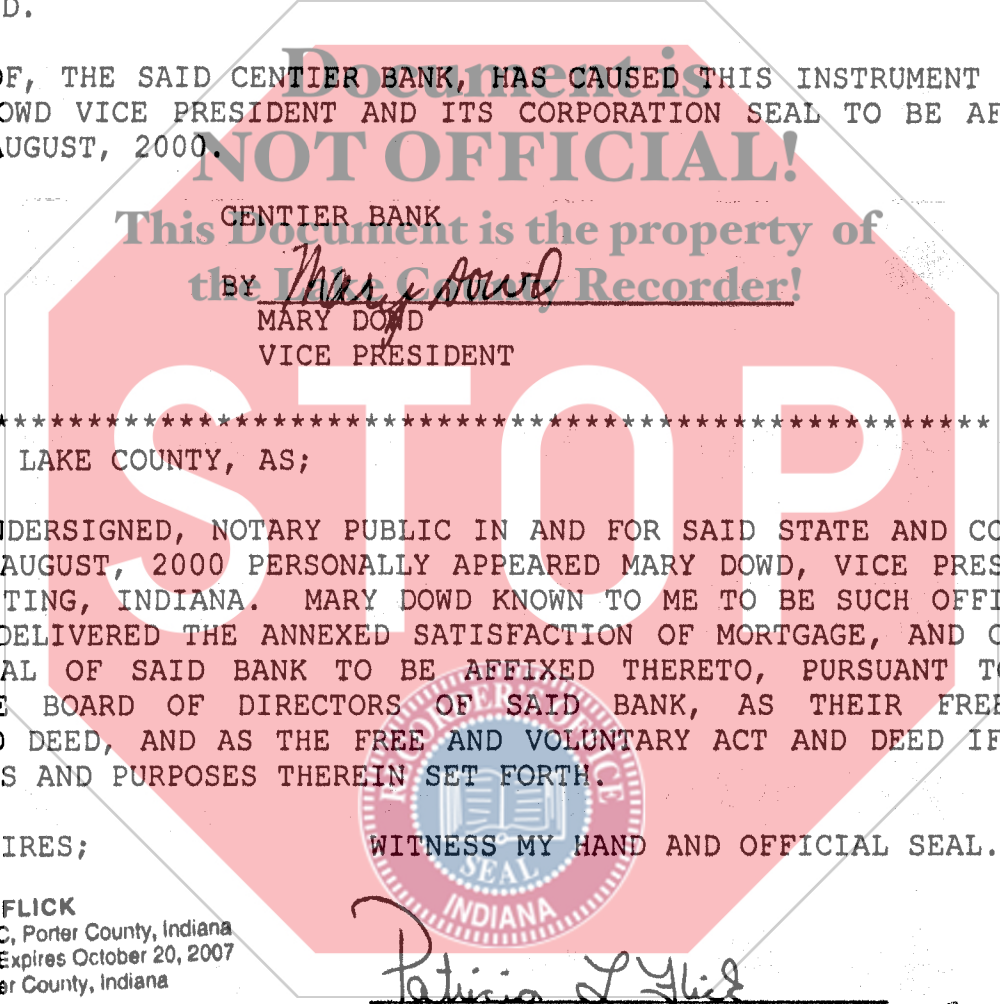 D.
OF, THE SAID CENTIER BANK, HAS CAUSED THIS INSTRUMENT
OWD VICE PRESIDENT AND ITS CORPORATION SEAL TO BE AF
AUGUST, 2000.
Document is
NOT OFFICIAL!
This Document is the property of
the Lake County Recorder!
CENTIER BANK
BY Mary Dowd
MARY DOWD
VICE PRESIDENT
STOP
*****************************************************
LAKE COUNTY, AS;
NDERSIGNED, NOTARY PUBLIC IN AND FOR SAID STATE AND CO
AUGUST, 2000 PERSONALLY APPEARED MARY DOWD, VICE PRES
TING, INDIANA. MARY DOWD KNOWN TO ME TO BE SUCH OFFI
DELIVERED THE ANNEXED SATISFACTION OF MORTGAGE, AND
AL OF SAID BANK TO BE AFFIXED THERETO, PURSUANT TO
E BOARD OF DIRECTORS OF SAID BANK, AS THEIR FREE
D DEED, AND AS THE FREE AND VOLUNTARY ACT AND DEED IF
S AND PURPOSES THEREIN SET FORTH.
RECORDER'S OFFICE
SEAL
INDIANA
IRES;
WITNESS MY HAND AND OFFICIAL SEAL.
FLICK
C, Porter County, Indiana
Expires October 20, 2007
er County, Indiana
Patricia L Flick